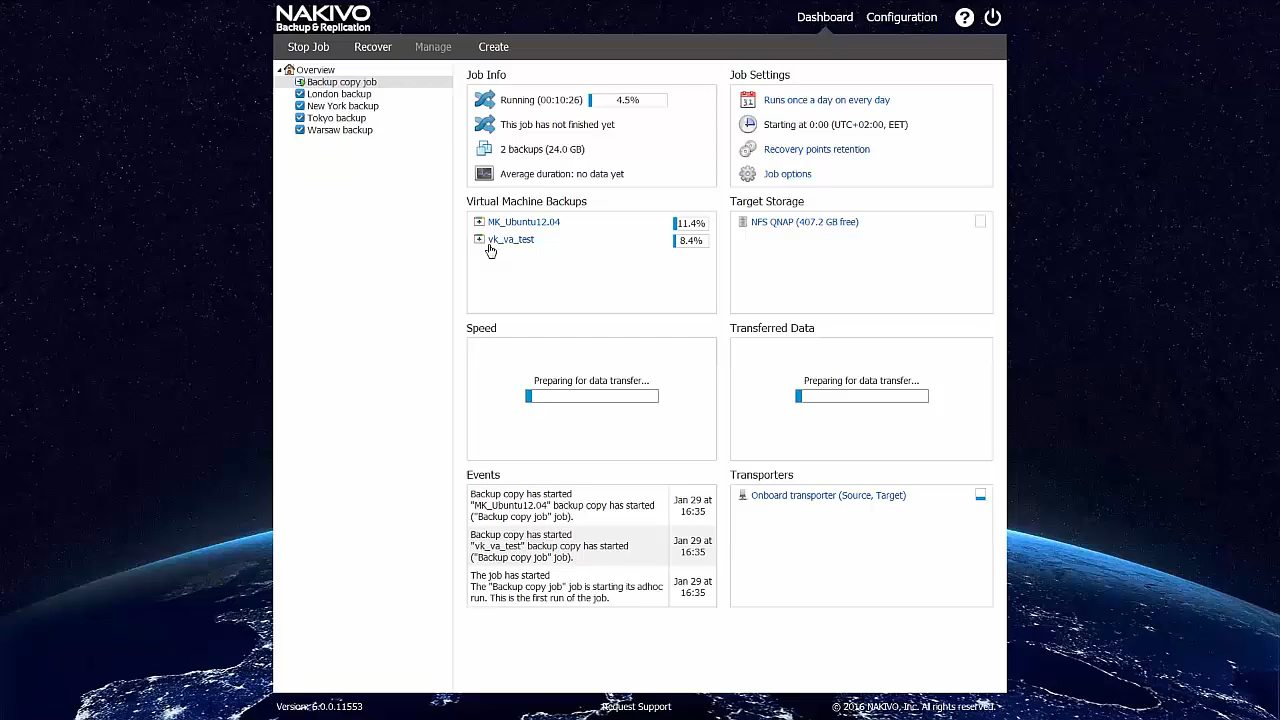 NAKIVO
Backup & Replication
Dashboard
Configuration
?
Stop Job
Recover
Manage
Create
Overview
Backup copy job
London backup
New York backup
Tokyo backup
Warsaw backup
Job Info
Running (00:10:26)
4.5%
This job has not finished yet
2 backups (24.0 GB)
Average duration: no data yet
Job Settings
31
Runs once a day on every day
Starting at 0:00 (UTC+02:00, EET)
Recovery points retention
Job options
Virtual Machine Backups
MK_Ubuntu12.04
11.4%
vk_va_test
8.4%
Target Storage
NFS QNAP (407.2 GB free)
Speed
Preparing for data transfer...
Transferred Data
Preparing for data transfer...
Events
Backup copy has started
"MK_Ubuntu12.04" backup copy has started
("Backup copy job" job).
Jan 29 at
16:35
Backup copy has started
"vk_va_test" backup copy has started
("Backup copy job" job).
Jan 29 at
16:35
The job has started
The "Backup copy job" job is starting its adhoc
run. This is the first run of the job.
Jan 29 at
16:35
Transporters
Onboard transporter (Source, Target)
Version: 6.0.0.11553
Request Support
© 2016 NAKIVO, Inc. All rights reserved.